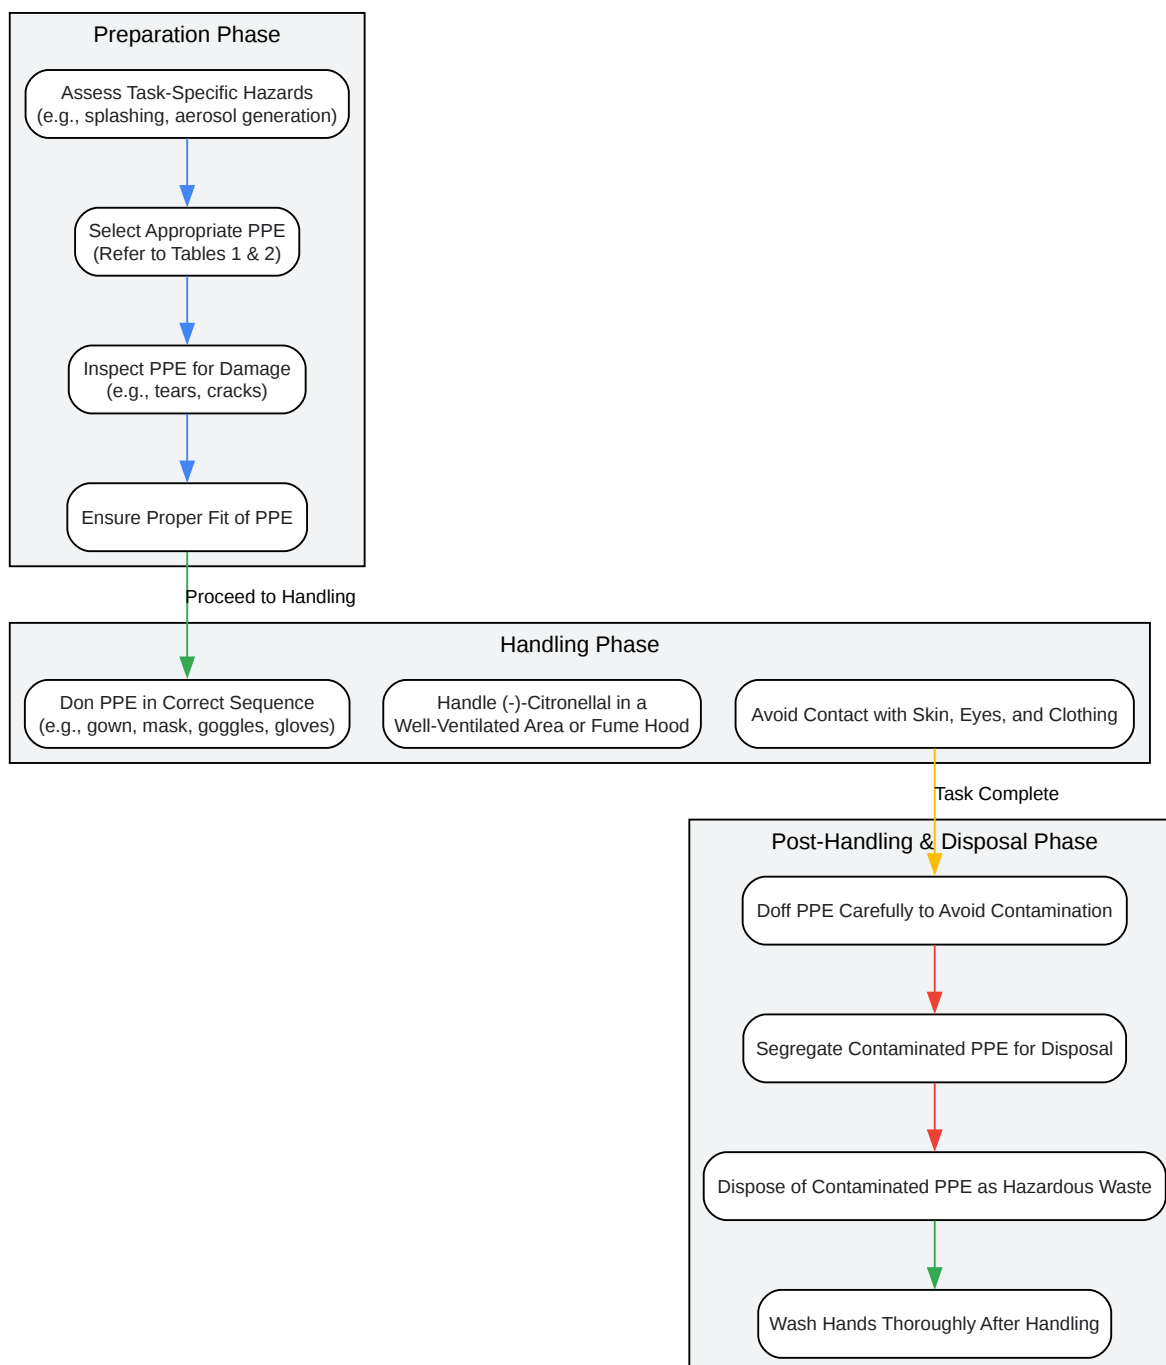 Preparation Phase
Assess Task-Specific Hazards
(e.g., splashing, aerosol generation)
Select Appropriate PPE
(Refer to Tables 1 & 2)
Inspect PPE for Damage
(e.g., tears, cracks)
Ensure Proper Fit of PPE
Proceed to Handling
Handling Phase
Don PPE in Correct Sequence
(e.g., gown, mask, goggles, gloves)
Handle (-)-Citronellal in a
Well-Ventilated Area or Fume Hood
Avoid Contact with Skin, Eyes, and Clothing
Task Complete
Post-Handling & Disposal Phase
Doff PPE Carefully to Avoid Contamination
Segregate Contaminated PPE for Disposal
Dispose of Contaminated PPE as Hazardous Waste
Wash Hands Thoroughly After Handling